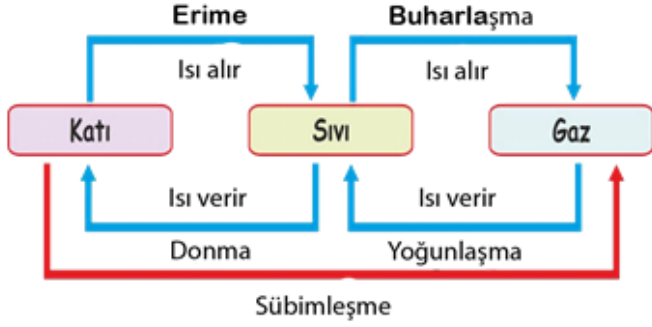 Erime Buharlaşma
Isı alır Isı alır
Katı Sıvı Gaz
Isı verir Isı verir
Donma Yoğunlaşma
Sübimleşme